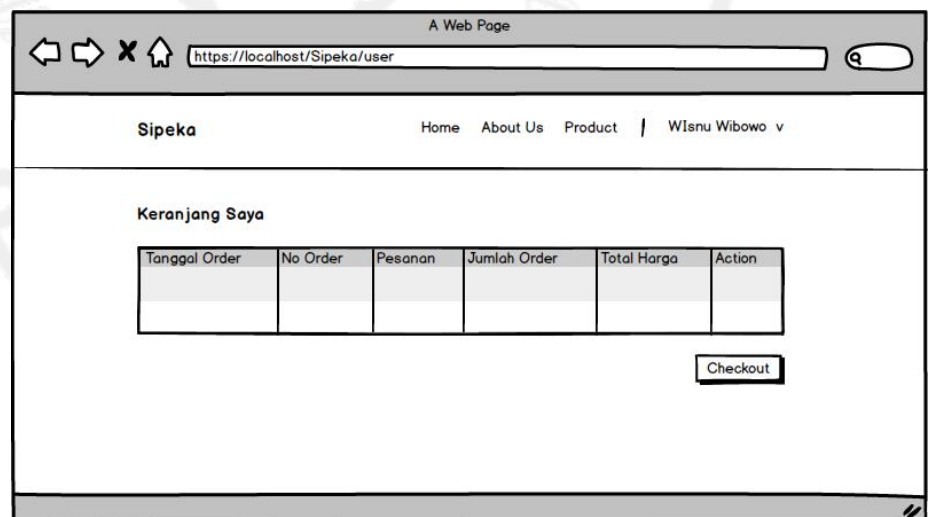 A Web Page
https://localhost/Sipeka/user
Sipeka Home About Us Product | WIsnu Wibowo v
Keranjang Saya
Tanggal Order No Order Pesanan Jumlah Order Total Harga Action
Checkout